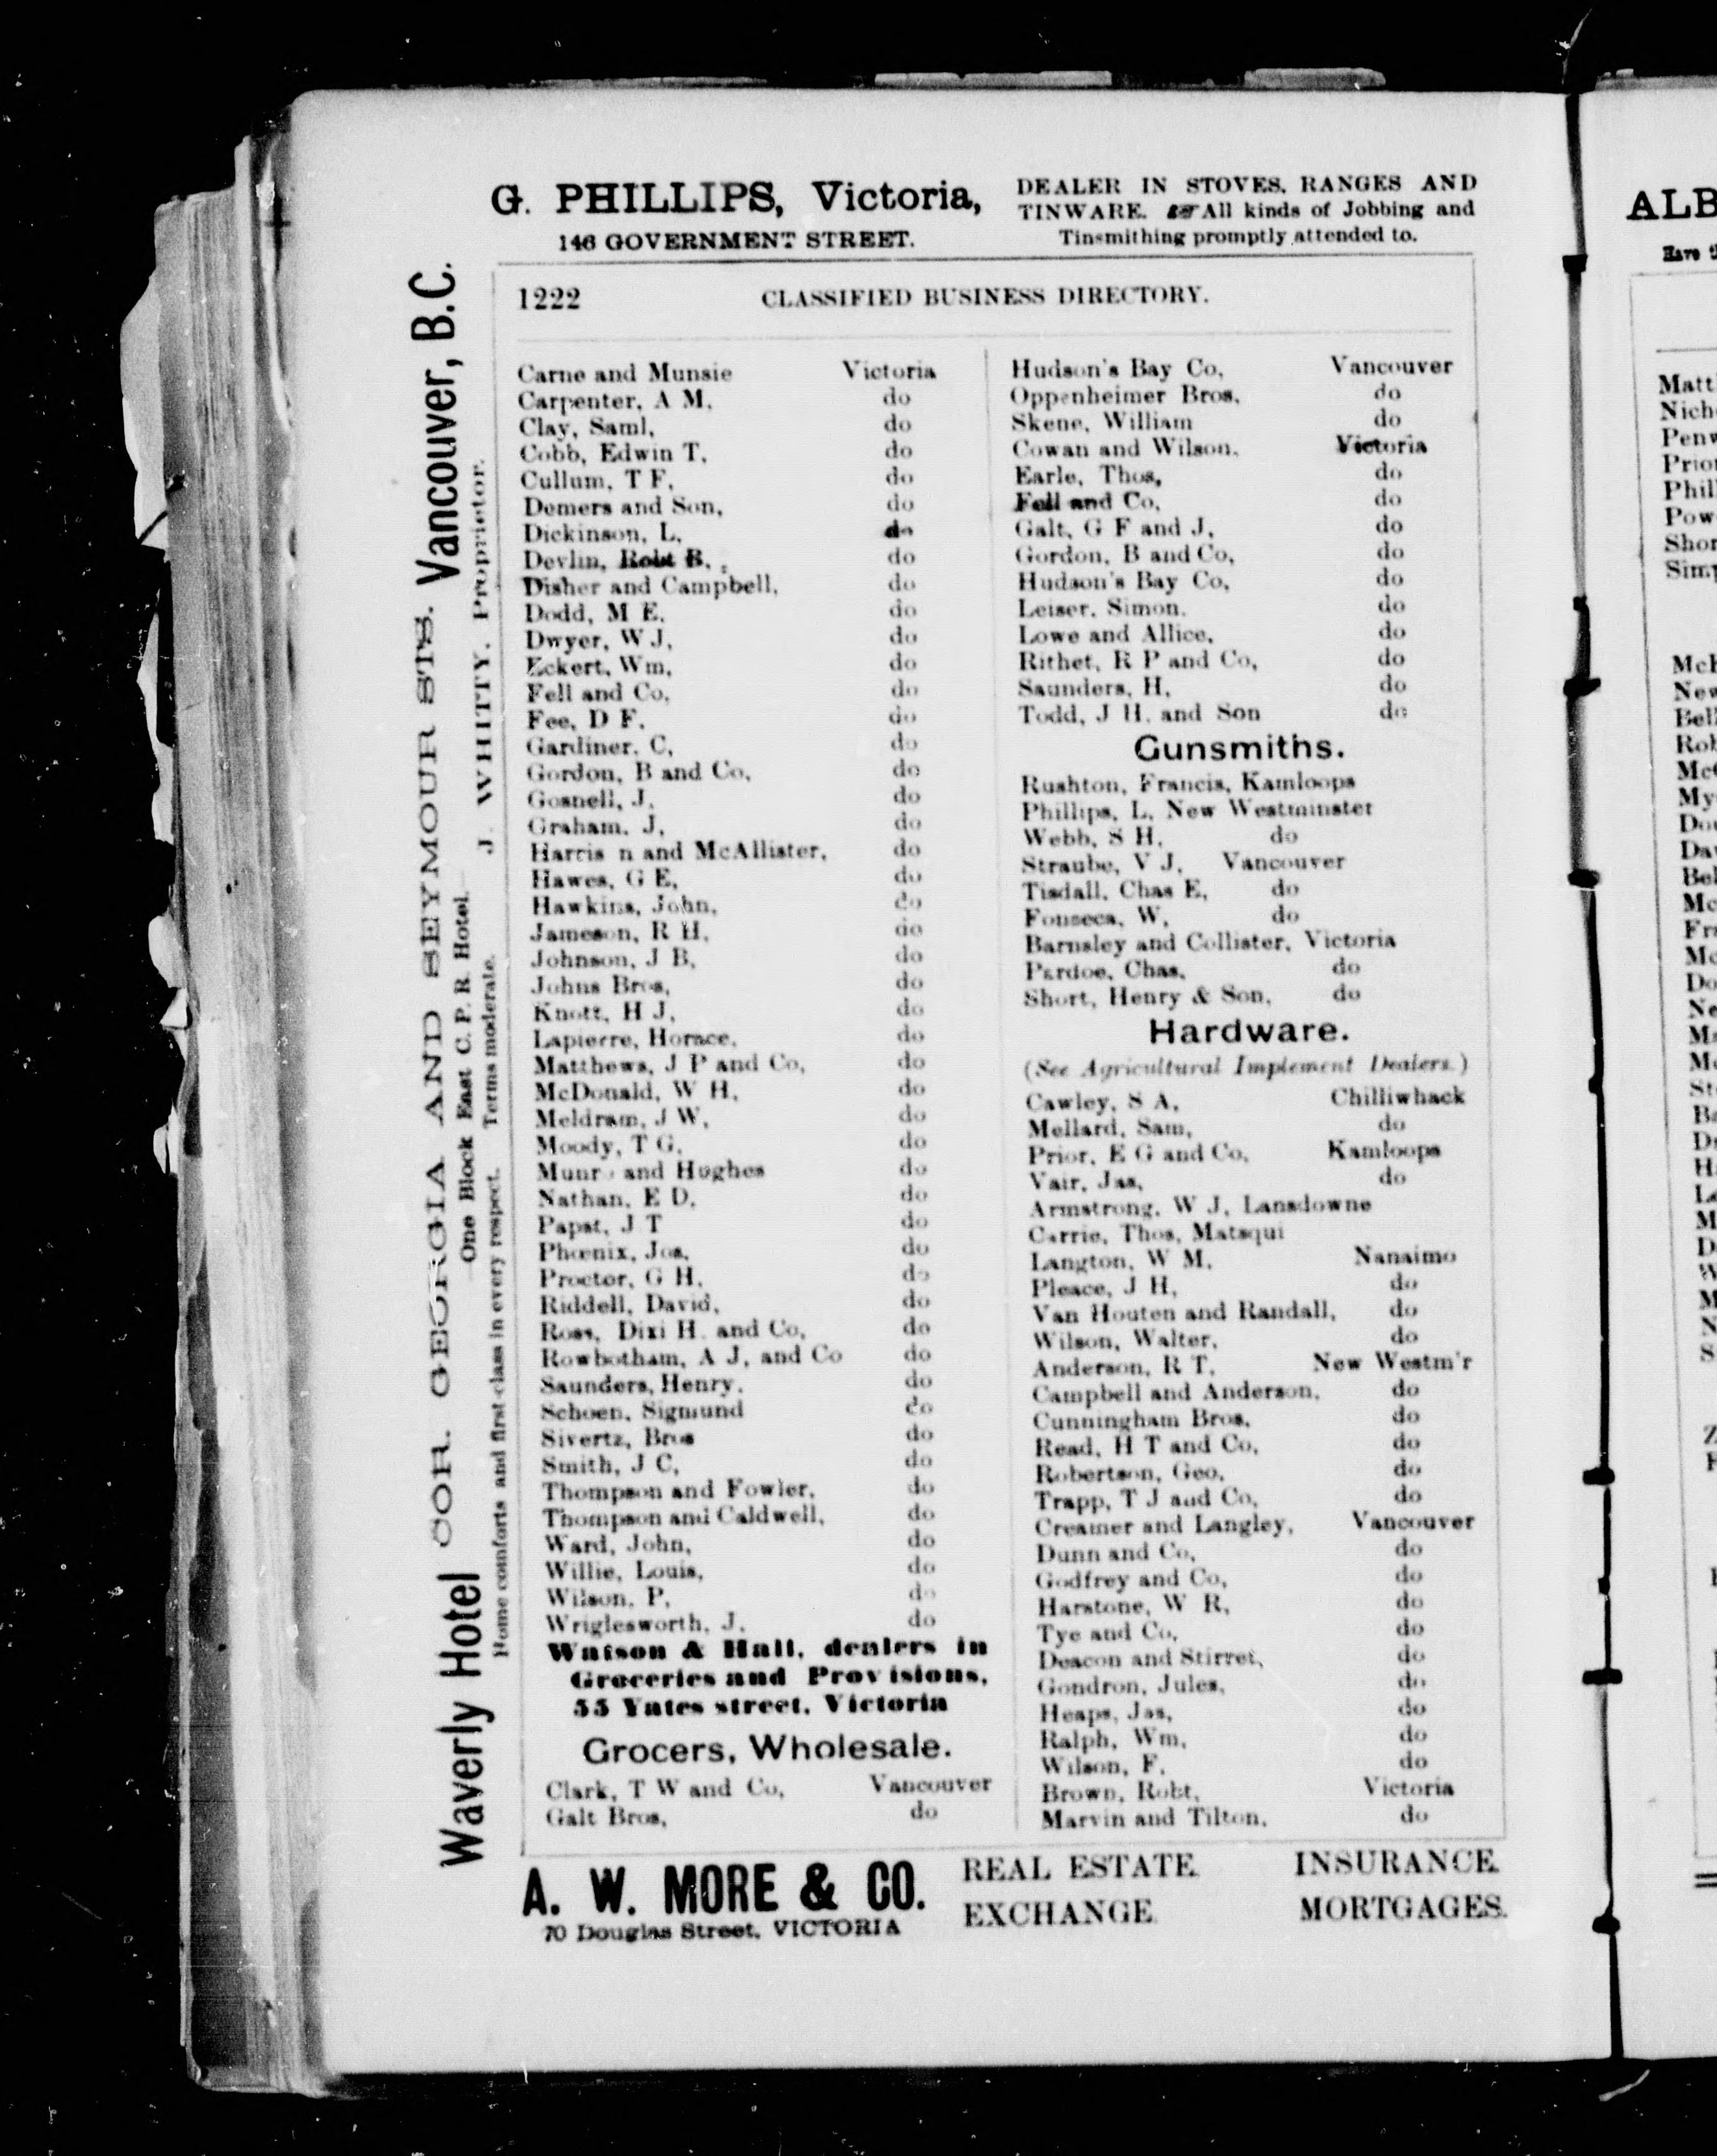 G. PHILLIPS, Victoria,
146 GOVERNMENT STREET.
DEALER IN STOVES, RANGES AND
TINWARE. ☞All kinds of Jobbing and
Tinsmithing promptly attended to.
1222 CLASSIFIED BUSINESS DIRECTORY.
Carne and Munsie Victoria
Carpenter, A M, do
Clay, Saml, do
Cobb, Edwin T, do
Cullum, T F, do
Demers and Son, do
Dickinson, L, do
Devlin, Robt B, do
Disher and Campbell, do
Dodd, M E, do
Dwyer, W J, do
Eckert, Wm, do
Fell and Co, do
Fee, D F, do
Gardiner, C, do
Gordon, B and Co, do
Gosnell, J, do
Graham, J, do
Harris n and McAllister, do
Hawes, G E, do
Hawkins, John, do
Jameson, R H, do
Johnson, J B, do
Johns Bros, do
Knott, H J, do
Lapierre, Horace, do
Matthews, J P and Co, do
McDonald, W H, do
Meldram, J W, do
Moody, T G, do
Munr and Hughes do
Nathan, E D, do
Papst, J T do
Phœnix, Jos, do
Proctor, G H, do
Riddell, David, do
Ross, Dixi H. and Co, do
Rowbotham, A J, and Co do
Saunders, Henry, do
Schoen, Sigmund do
Sivertz, Bros do
Smith, J C, do
Thompson and Fowler, do
Thompson and Caldwell, do
Ward, John, do
Willie, Louis, do
Wilson, P, do
Wriglesworth, J. do
Watson & Hall, dealers in
Groceries and Provisions,
55 Yates street, Victoria
Grocers, Wholesale.
Clark, T W and Co, Vancouver
Galt Bros, do
Hudson's Bay Co, Vancouver
Oppenheimer Bros, do
Skene, William do
Cowan and Wilson, Victoria
Earle, Thos, do
Fell and Co, do
Galt, G F and J, do
Gordon, B and Co, do
Hudson's Bay Co, do
Leiser, Simon, do
Lowe and Allice, do
Rithet, R P and Co, do
Saunders, H, do
Todd, J H. and Son do
Gunsmiths.
Rushton, Francis, Kamloops
Phillips, L, New Westminster
Webb, S H, do
Straube, V J, Vancouver
Tisdall, Chas E, do
Fonseca, W, do
Barnsley and Collister, Victoria
Pardoe, Chas, do
Short, Henry & Son, do
Hardware.
(See Agricultural Implement Dealers.)
Cawley, S A, Chilliwhack
Mellard, Sam, do
Prior, E G and Co, Kamloops
Vair, Jas, do
Armstrong, W J, Lansdowne
Carrie, Thos, Matsqui
Langton, W M, Nanaimo
Pleace, J H, do
Van Houten and Randall, do
Wilson, Walter, do
Anderson, R T, New Westm'r
Campbell and Anderson, do
Cunningham Bros, do
Read, H T and Co, do
Robertson, Geo, do
Trapp, T J and Co, do
Creamer and Langley, Vancouver
Dunn and Co, do
Godfrey and Co, do
Harstone, W R, do
Tye and Co, do
Deacon and Stirret, do
Gondron, Jules, do
Heaps, Jas, do
Ralph, Wm, do
Wilson, F, do
Brown, Robt, Victoria
Marvin and Tilton, do
Waverly Hotel COR. GEORGIA AND SEYMOUR STS. Vancouver, B.C.
One Block East C. P. R Hotel. J. WHITTY, Proprietor.
Home comforts and first-class in every respect. Terms moderate.
A. W. MORE & CO.
70 Douglas Street, VICTORIA
REAL ESTATE INSURANCE
EXCHANGE MORTGAGES.
ALB
Have t
Matt
Nich
Penw
Prior
Phill
Pow
Shor
Simp
New
Bell
Rob
My